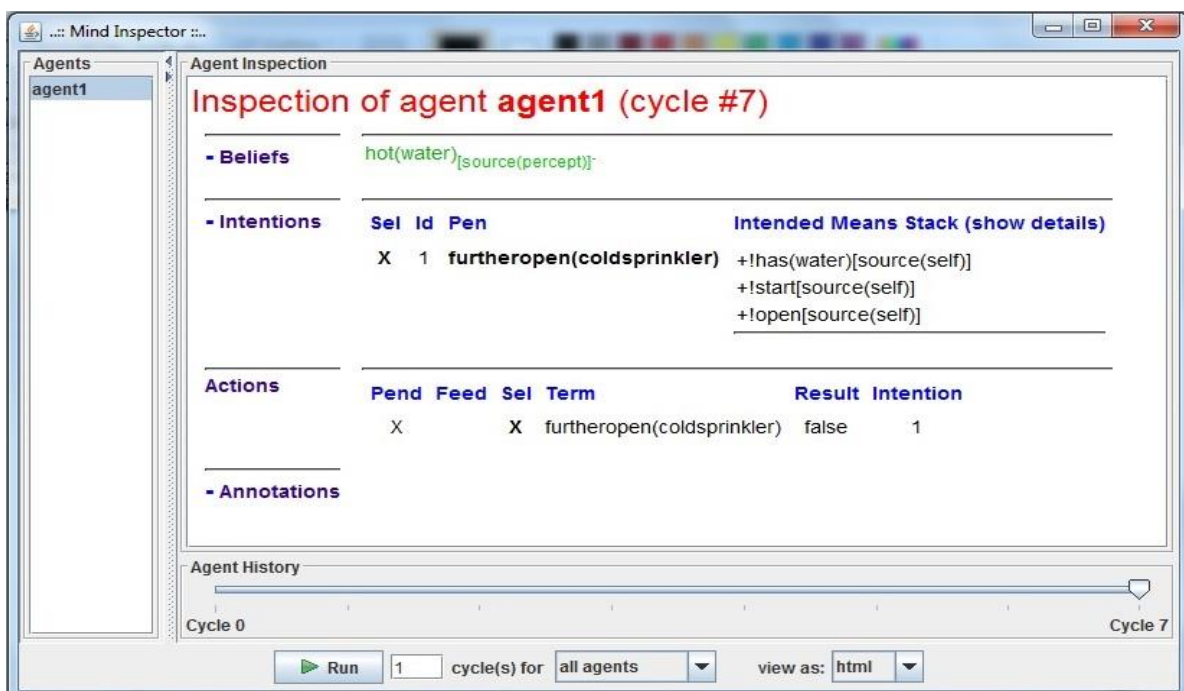 ..:: Mind Inspector ::..
Agents
agent1
Agent Inspection
Inspection of agent agent1 (cycle #7)
- Beliefs
hot(water)[source(percept)].
- Intentions
Sel Id Pen Intended Means Stack (show details)
X 1 furtheropen(coldsprinkler) +!has(water)[source(self)]
+!start[source(self)]
+!open[source(self)]
Actions
Pend Feed Sel Term Result Intention
X X furtheropen(coldsprinkler) false 1
- Annotations
Agent History
Cycle 0 Cycle 7
Run 1 cycle(s) for all agents view as: html